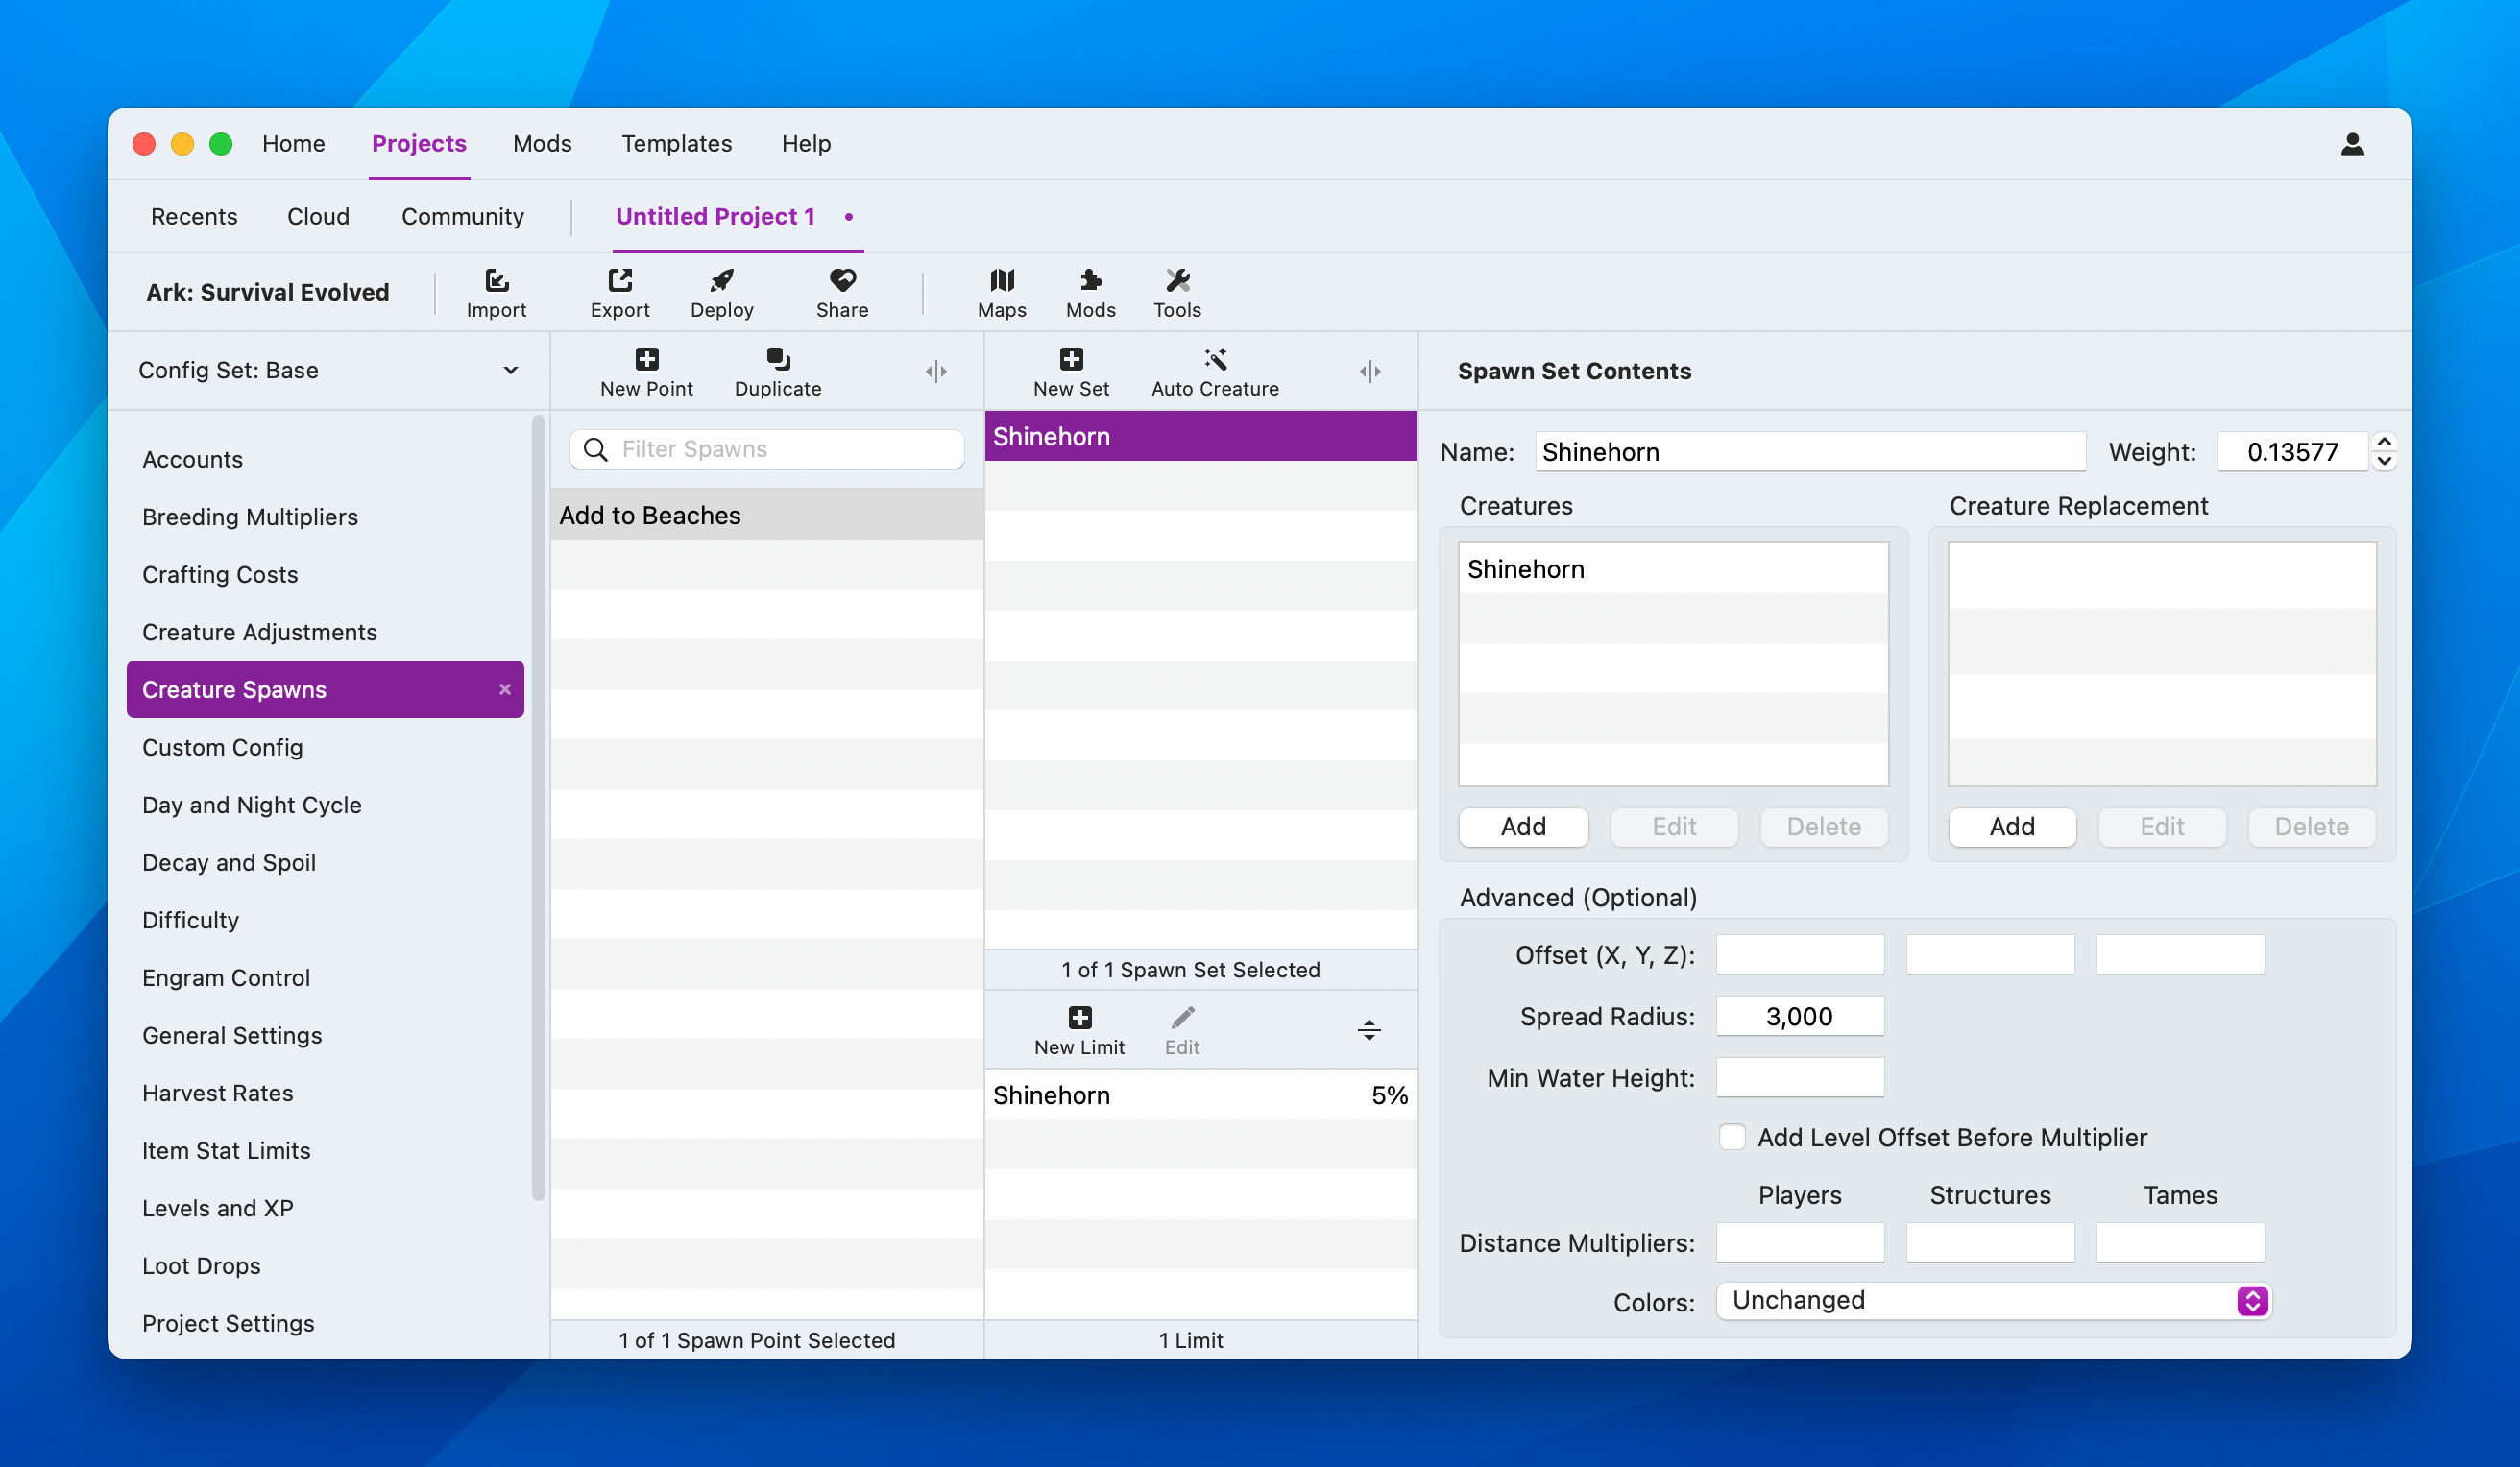 Home Projects Mods Templates Help
Recents Cloud Community Untitled Project 1 •
Ark: Survival Evolved Import Export Deploy Share Maps Mods Tools
Config Set: Base
New Point Duplicate
New Set Auto Creature
Spawn Set Contents
Accounts
Breeding Multipliers
Crafting Costs
Creature Adjustments
Creature Spawns ×
Custom Config
Day and Night Cycle
Decay and Spoil
Difficulty
Engram Control
General Settings
Harvest Rates
Item Stat Limits
Levels and XP
Loot Drops
Project Settings
Filter Spawns
Add to Beaches
1 of 1 Spawn Point Selected
Shinehorn
1 of 1 Spawn Set Selected
New Limit Edit
Shinehorn 5%
1 Limit
Name: Shinehorn Weight: 0.13577
Creatures
Shinehorn
Add Edit Delete
Creature Replacement
Add Edit Delete
Advanced (Optional)
Offset (X, Y, Z):
Spread Radius: 3,000
Min Water Height:
Add Level Offset Before Multiplier
Players Structures Tames
Distance Multipliers:
Colors: Unchanged